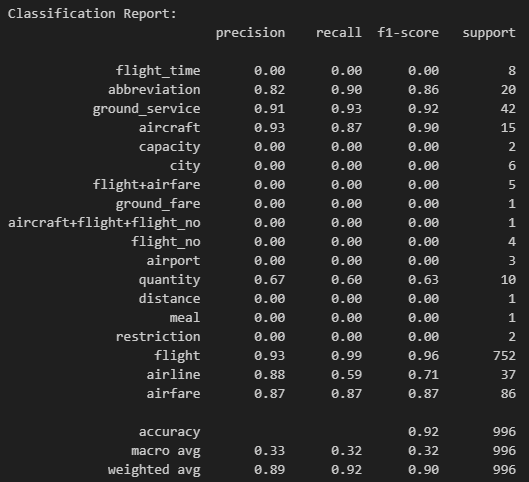 Classification Report:
precision recall f1-score support
flight_time 0.00 0.00 0.00 8
abbreviation 0.82 0.90 0.86 20
ground_service 0.91 0.93 0.92 42
aircraft 0.93 0.87 0.90 15
capacity 0.00 0.00 0.00 2
city 0.00 0.00 0.00 6
flight+airfare 0.00 0.00 0.00 5
ground_fare 0.00 0.00 0.00 1
aircraft+flight+flight_no 0.00 0.00 0.00 1
flight_no 0.00 0.00 0.00 4
airport 0.00 0.00 0.00 3
quantity 0.67 0.60 0.63 10
distance 0.00 0.00 0.00 1
meal 0.00 0.00 0.00 1
restriction 0.00 0.00 0.00 2
flight 0.93 0.99 0.96 752
airline 0.88 0.59 0.71 37
airfare 0.87 0.87 0.87 86
accuracy 0.92 996
macro avg 0.33 0.32 0.32 996
weighted avg 0.89 0.92 0.90 996